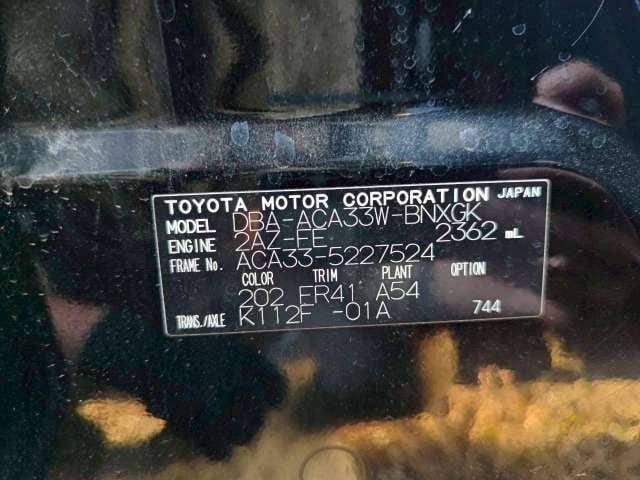 TOYOTA MOTOR CORPORATION JAPAN
MODEL DBA-ACA33W-BNXGK
ENGINE 2AZ-FE 2362 mL
FRAME No. ACA33-5227524
COLOR TRIM PLANT OPTION
202 FR41 A54
TRANS./AXLE K112F -01A 744